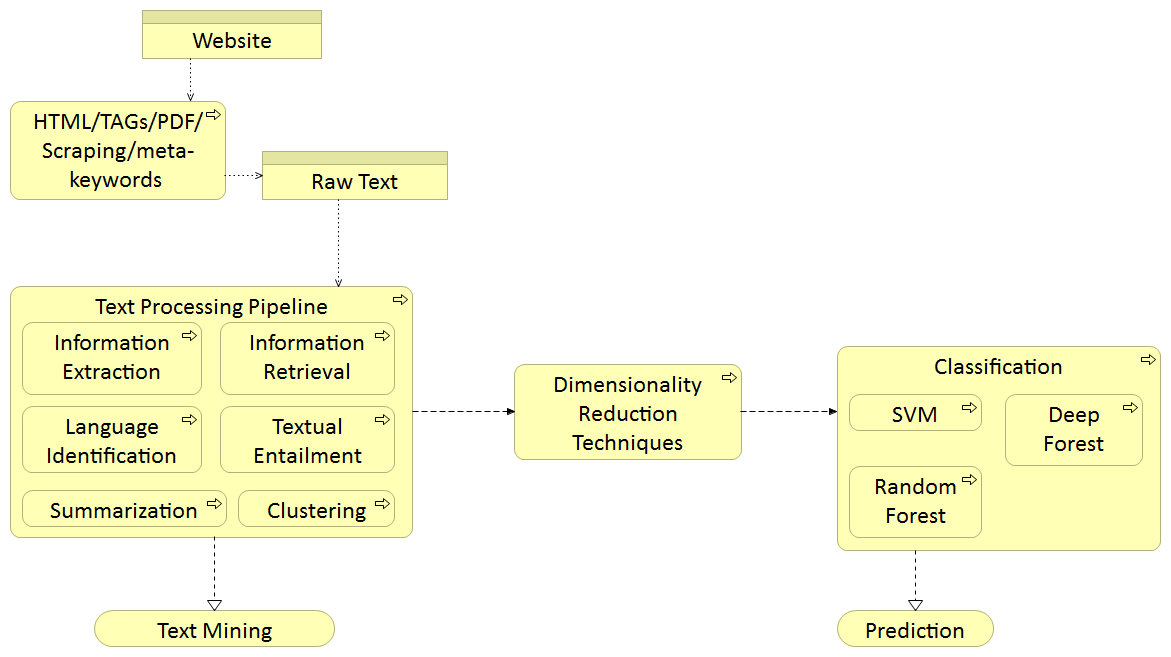 Website
HTML/TAGs/PDF/
Scraping/meta-
keywords
Raw Text
Text Processing Pipeline
Information
Extraction
Information
Retrieval
Language
Identification
Textual
Entailment
Summarization
Clustering
Text Mining
Dimensionality
Reduction
Techniques
Classification
SVM
Deep
Forest
Random
Forest
Prediction